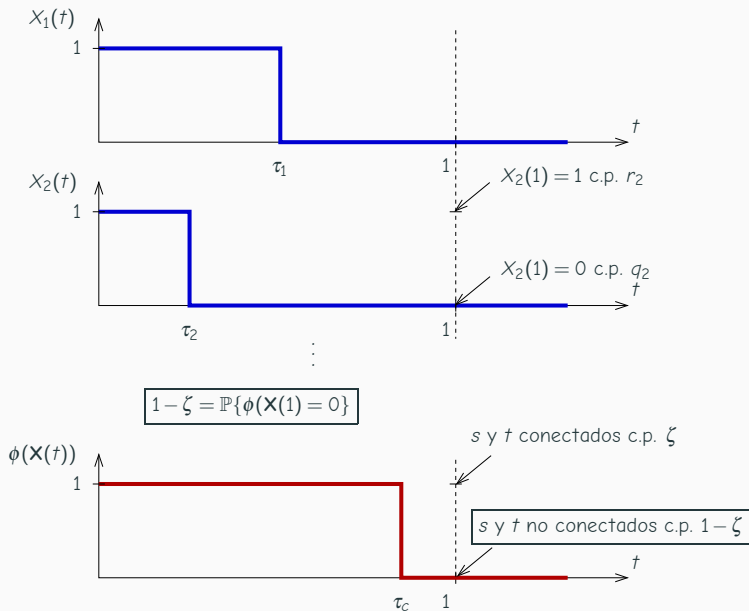 X₁(t)
1
t
τ₁
1
X₂(t)
X₂(1) = 1 c.p. r₂
1
X₂(1) = 0 c.p. q₂
t
τ₂
1
⋮
1 − ζ = ℙ{ϕ(X(1) = 0}
s y t conectados c.p. ζ
ϕ(X(t))
1
s y t no conectados c.p. 1 − ζ
t
τ_c
1